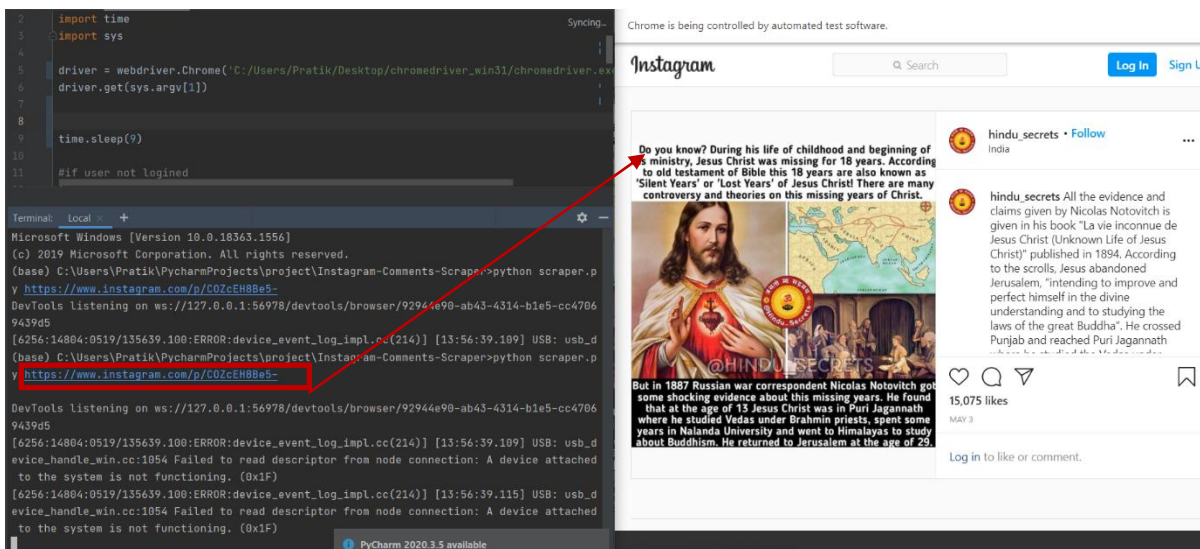 2 import time
3 import sys
4
5 driver = webdriver.Chrome('C:/Users/Pratik/Desktop/chromedriver_win31/chromedriver.exe
6 driver.get(sys.argv[1])
7
8
9 time.sleep(9)
10
11 #if user not logined
Syncing...
Terminal: Local × +
Microsoft Windows [Version 10.0.18363.1556]
(c) 2019 Microsoft Corporation. All rights reserved.
(base) C:\Users\Pratik\PycharmProjects\project\Instagram-Comments-Scraper>python scraper.p
y https://www.instagram.com/p/COZcEH8Be5-
DevTools listening on ws://127.0.0.1:56978/devtools/browser/92944e90-ab43-4314-b1e5-cc4706
9439d5
[6256:14804:0519/135639.100:ERROR:device_event_log_impl.cc(214)] [13:56:39.109] USB: usb_d
(base) C:\Users\Pratik\PycharmProjects\project\Instagram-Comments-Scraper>python scraper.p
y https://www.instagram.com/p/COZcEH8Be5-
DevTools listening on ws://127.0.0.1:56978/devtools/browser/92944e90-ab43-4314-b1e5-cc4706
9439d5
[6256:14804:0519/135639.100:ERROR:device_event_log_impl.cc(214)] [13:56:39.109] USB: usb_d
evice_handle_win.cc:1054 Failed to read descriptor from node connection: A device attached
to the system is not functioning. (0x1F)
[6256:14804:0519/135639.100:ERROR:device_event_log_impl.cc(214)] [13:56:39.115] USB: usb_d
evice_handle_win.cc:1054 Failed to read descriptor from node connection: A device attached
to the system is not functioning. (0x1F)
PyCharm 2020.3.5 available
Chrome is being controlled by automated test software.
Instagram
Search
Log In
Sign U
Do you know? During his life of childhood and beginning of
s ministry, Jesus Christ was missing for 18 years. According
to old testament of Bible this 18 years are also known as
'Silent Years' or 'Lost Years' of Jesus Christ! There are many
controversy and theories on this missing years of Christ.
@HINDU_SECRETS
But in 1887 Russian war correspondent Nicolas Notovitch got
some shocking evidence about this missing years. He found
that at the age of 13 Jesus Christ was in Puri Jagannath
where he studied Vedas under Brahmin priests, spent some
years in Nalanda University and went to Himalayas to study
about Buddhism. He returned to Jerusalem at the age of 29.
hindu_secrets • Follow
India
hindu_secrets All the evidence and
claims given by Nicolas Notovitch is
given in his book "La vie inconnue de
Jesus Christ (Unknown Life of Jesus
Christ)" published in 1894. According
to the scrolls, Jesus abandoned
Jerusalem, "intending to improve and
perfect himself in the divine
understanding and to studying the
laws of the great Buddha". He crossed
Punjab and reached Puri Jagannath
where he studied the Vedas under
15,075 likes
MAY 3
Log in to like or comment.